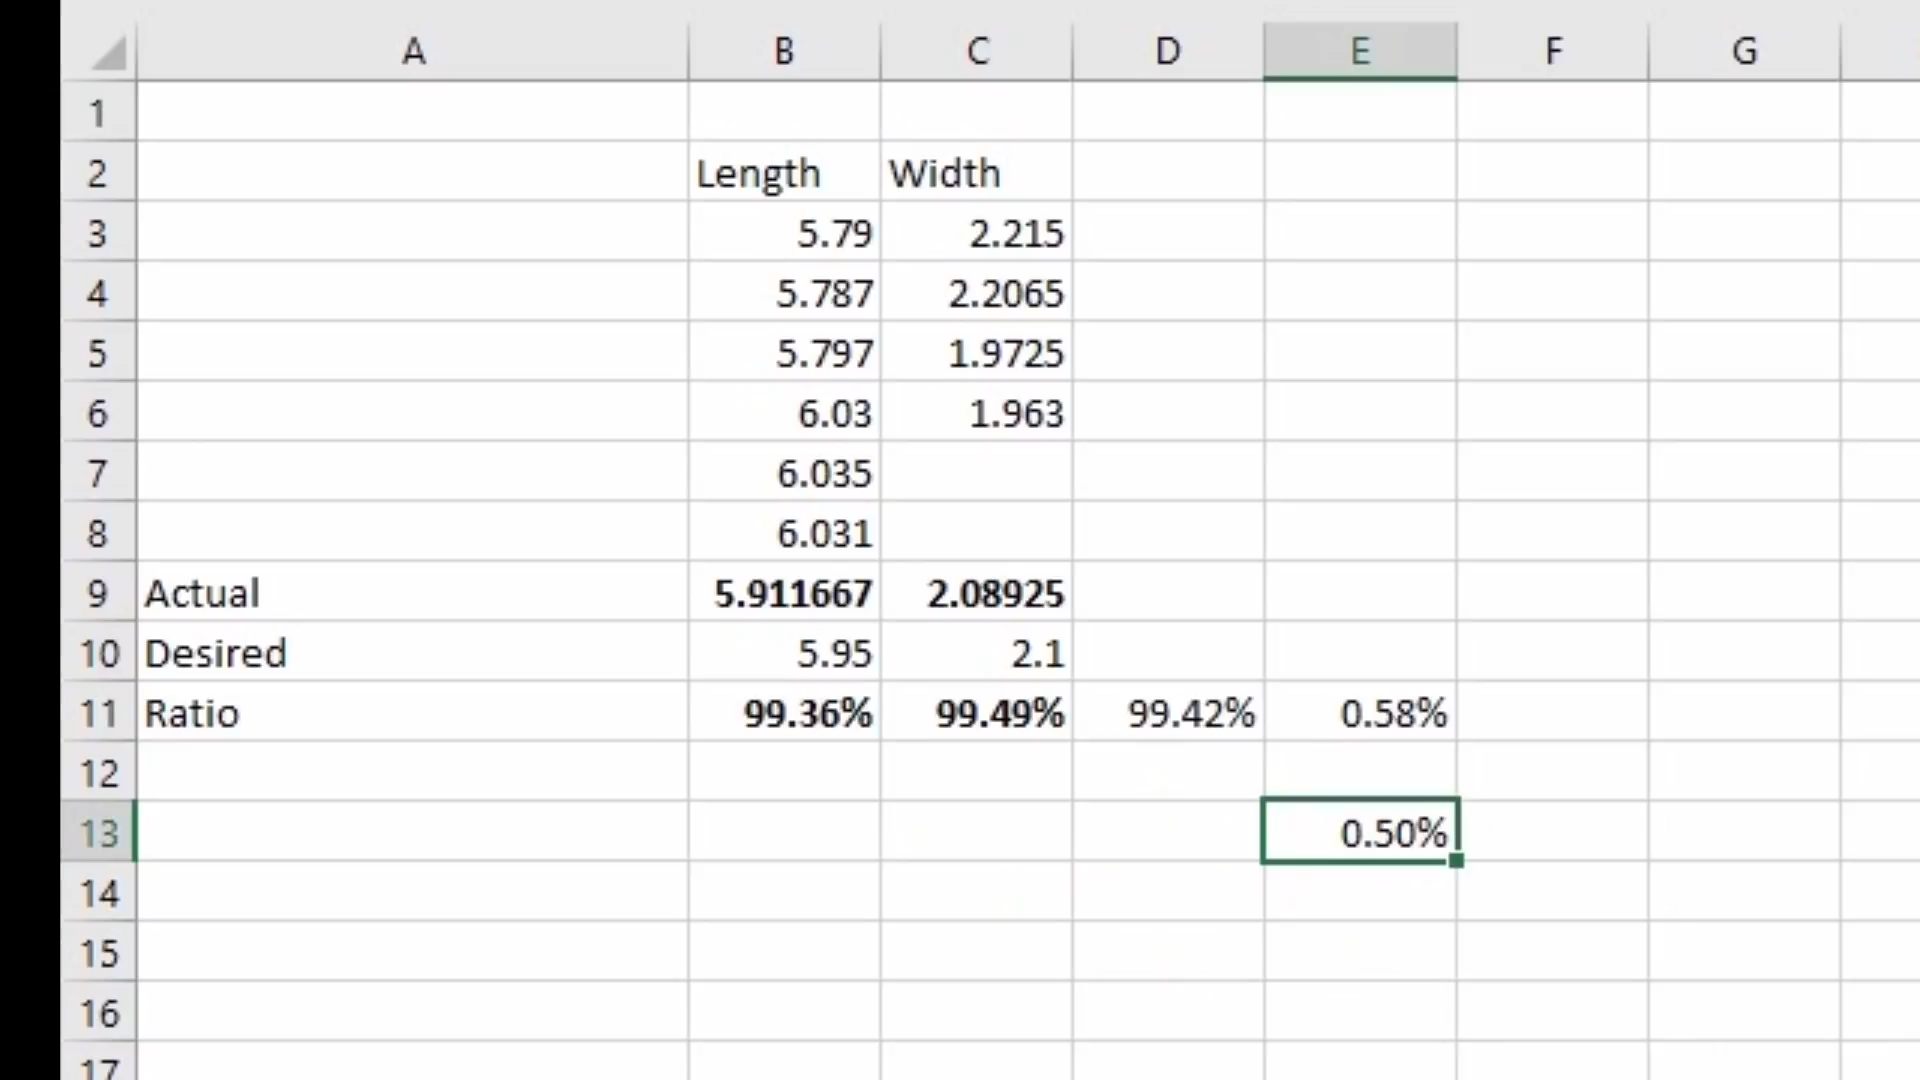 A B C D E F G
1
2 Length Width
3 5.79 2.215
4 5.787 2.2065
5 5.797 1.9725
6 6.03 1.963
7 6.035
8 6.031
9 Actual 5.911667 2.08925
10 Desired 5.95 2.1
11 Ratio 99.36% 99.49% 99.42% 0.58%
12
13 0.50%
14
15
16
17